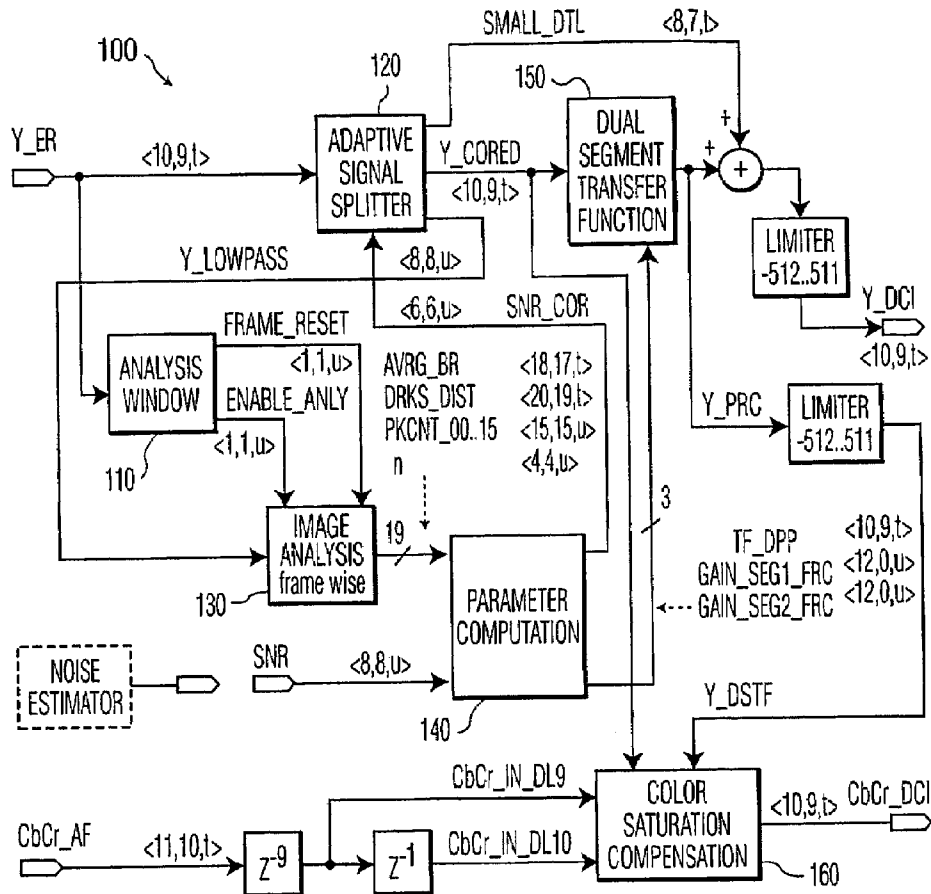 100
SMALL_DTL <8,7,t>
120
150
Y_ER
<10,9,t>
ADAPTIVE
SIGNAL
SPLITTER
Y_CORED
<10,9,t>
DUAL
SEGMENT
TRANSFER
FUNCTION
+
+
+
LIMITER
-512..511
Y_DCI
<10,9,t>
Y_LOWPASS
<8,8,u>
<6,6,u>
SNR_COR
FRAME_RESET
<1,1,u>
ANALYSIS
WINDOW
110
ENABLE_ANLY
<1,1,u>
AVRG_BR <18,17,t>
DRKS_DIST <20,19,t>
PKCNT_00..15 <15,15,u>
n <4,4,u>
Y_PRC
LIMITER
-512..511
3
IMAGE
ANALYSIS
frame wise
130
19
PARAMETER
COMPUTATION
140
TF_DPP <10,9,t>
GAIN_SEG1_FRC <12,0,u>
GAIN_SEG2_FRC <12,0,u>
NOISE
ESTIMATOR
SNR
<8,8,u>
Y_DSTF
CbCr_IN_DL9
COLOR
SATURATION
COMPENSATION
160
<10,9,t>
CbCr_DCI
CbCr_AF
<11,10,t>
Z-9
Z-1
CbCr_IN_DL10